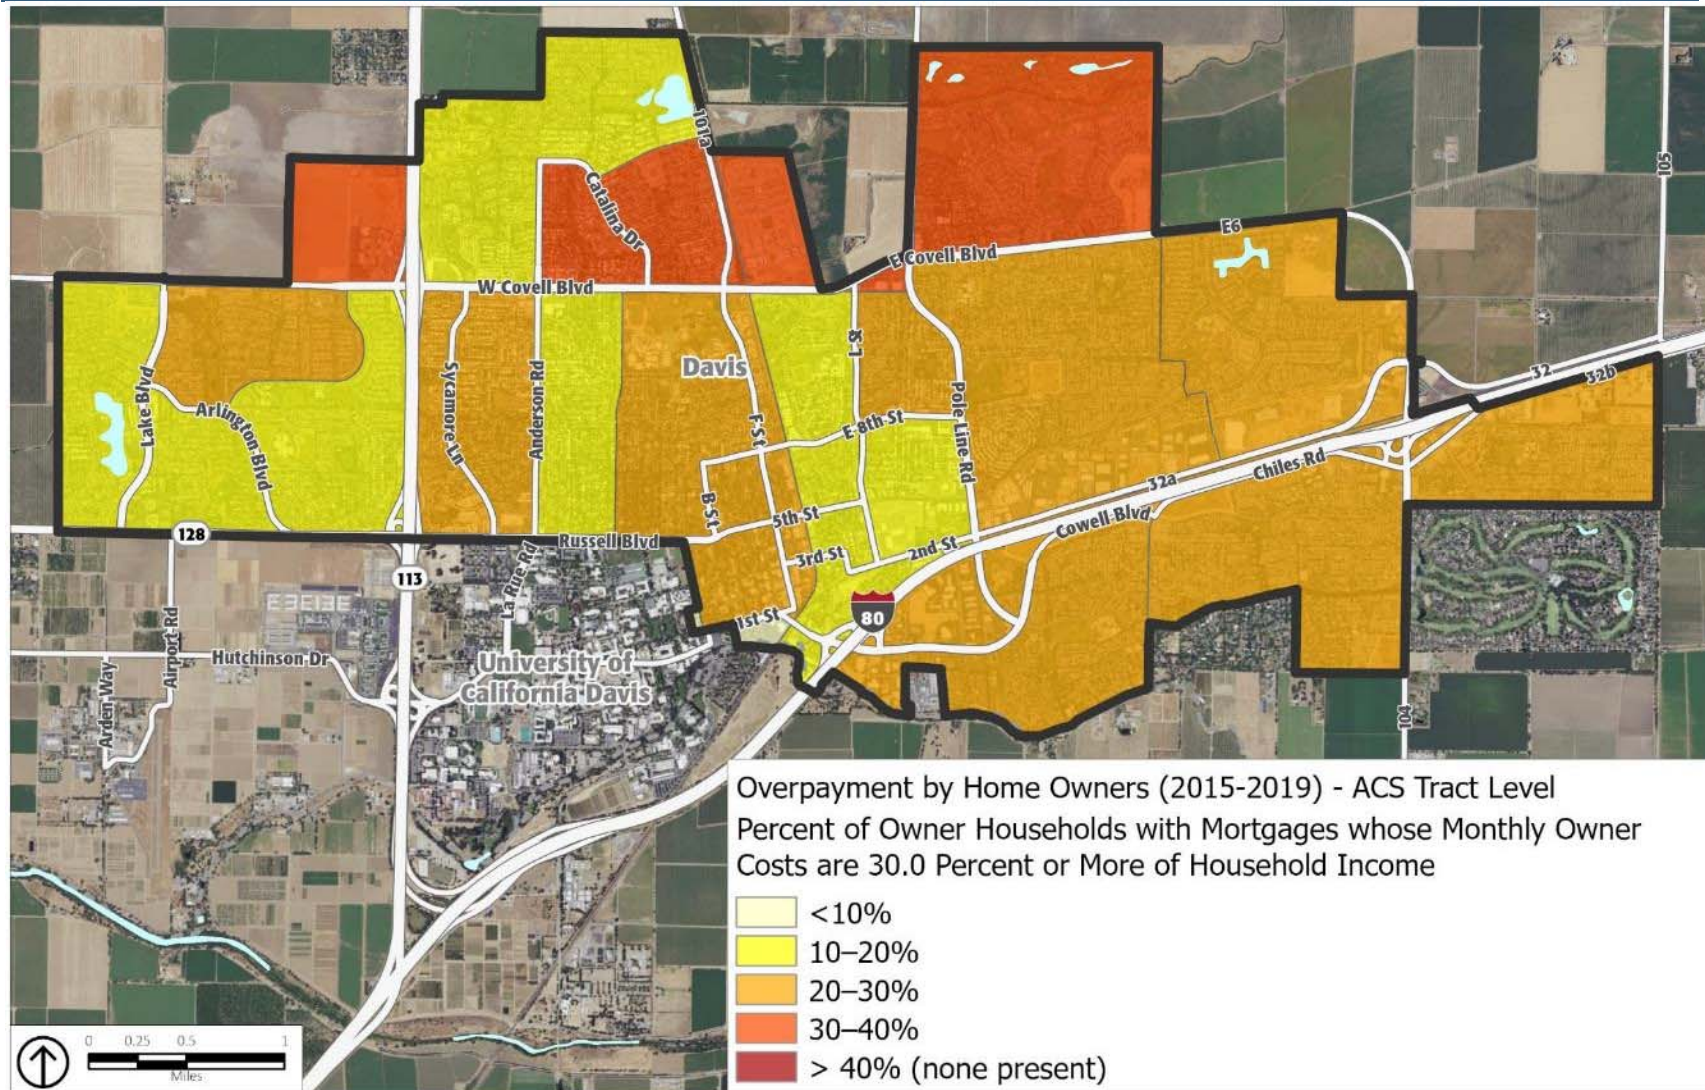 101a
105
Catalina Dr
E6
E Covell Blvd
W Covell Blvd
L St
Davis
Lake Blvd
Arlington Blvd
Sycamore Ln
Anderson Rd
F St
E 8th St
Pole Line Rd
32
32b
B St
5th St
32a
Chiles Rd
Cowell Blvd
128
Russell Blvd
3rd St
2nd St
113
La Rue Rd
1st St
80
Airport Rd
Hutchinson Dr
Arden Way
University of
California Davis
104
Overpayment by Home Owners (2015-2019) - ACS Tract Level
Percent of Owner Households with Mortgages whose Monthly Owner
Costs are 30.0 Percent or More of Household Income
<10%
10–20%
20–30%
30–40%
> 40% (none present)
0 0.25 0.5 1
Miles